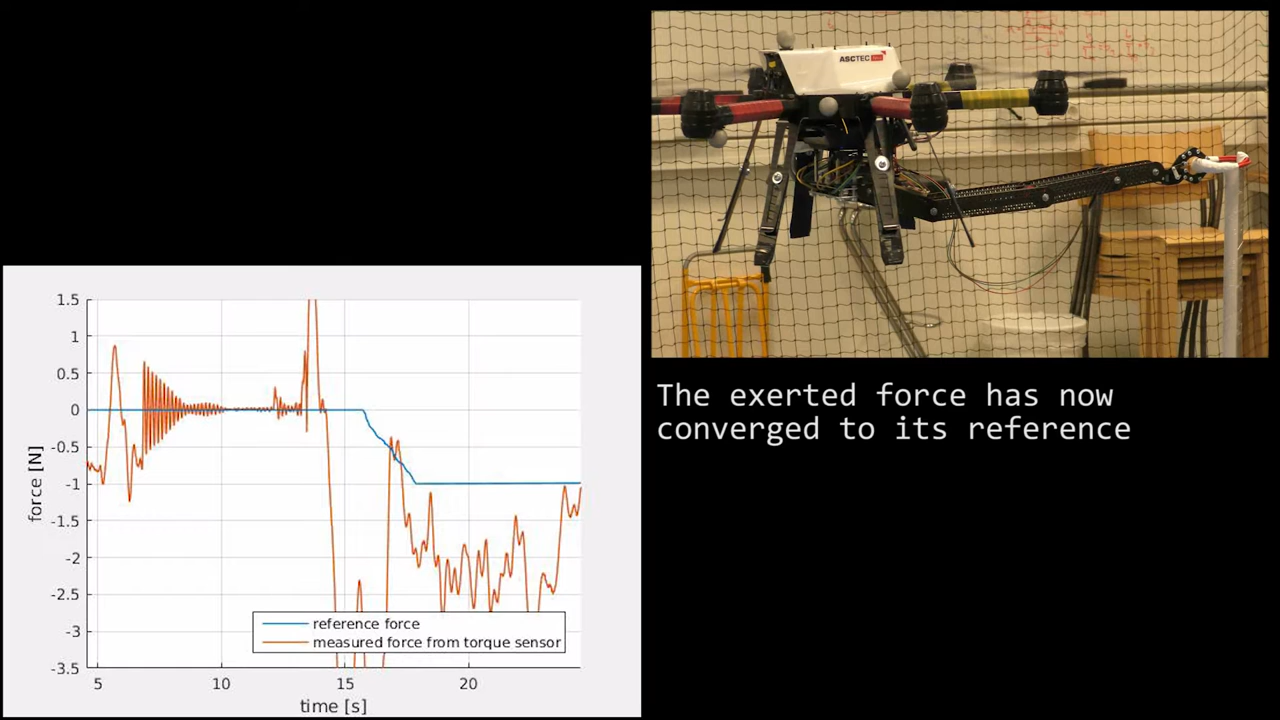 ASCTEC
The exerted force has now
converged to its reference
1.5
1
0.5
0
-0.5
-1
-1.5
-2
-2.5
-3
-3.5
force [N]
reference force
measured force from torque sensor
5
10
15
20
time [s]